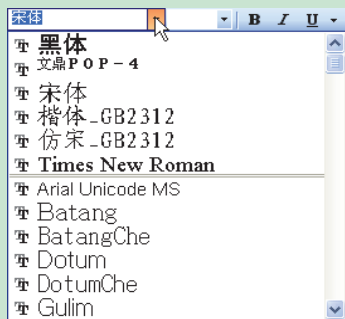 宋体 B I U
黑体
文鼎POP-4
宋体
楷体_GB2312
仿宋_GB2312
Times New Roman
Arial Unicode MS
Batang
BatangChe
Dotum
DotumChe
Gulim